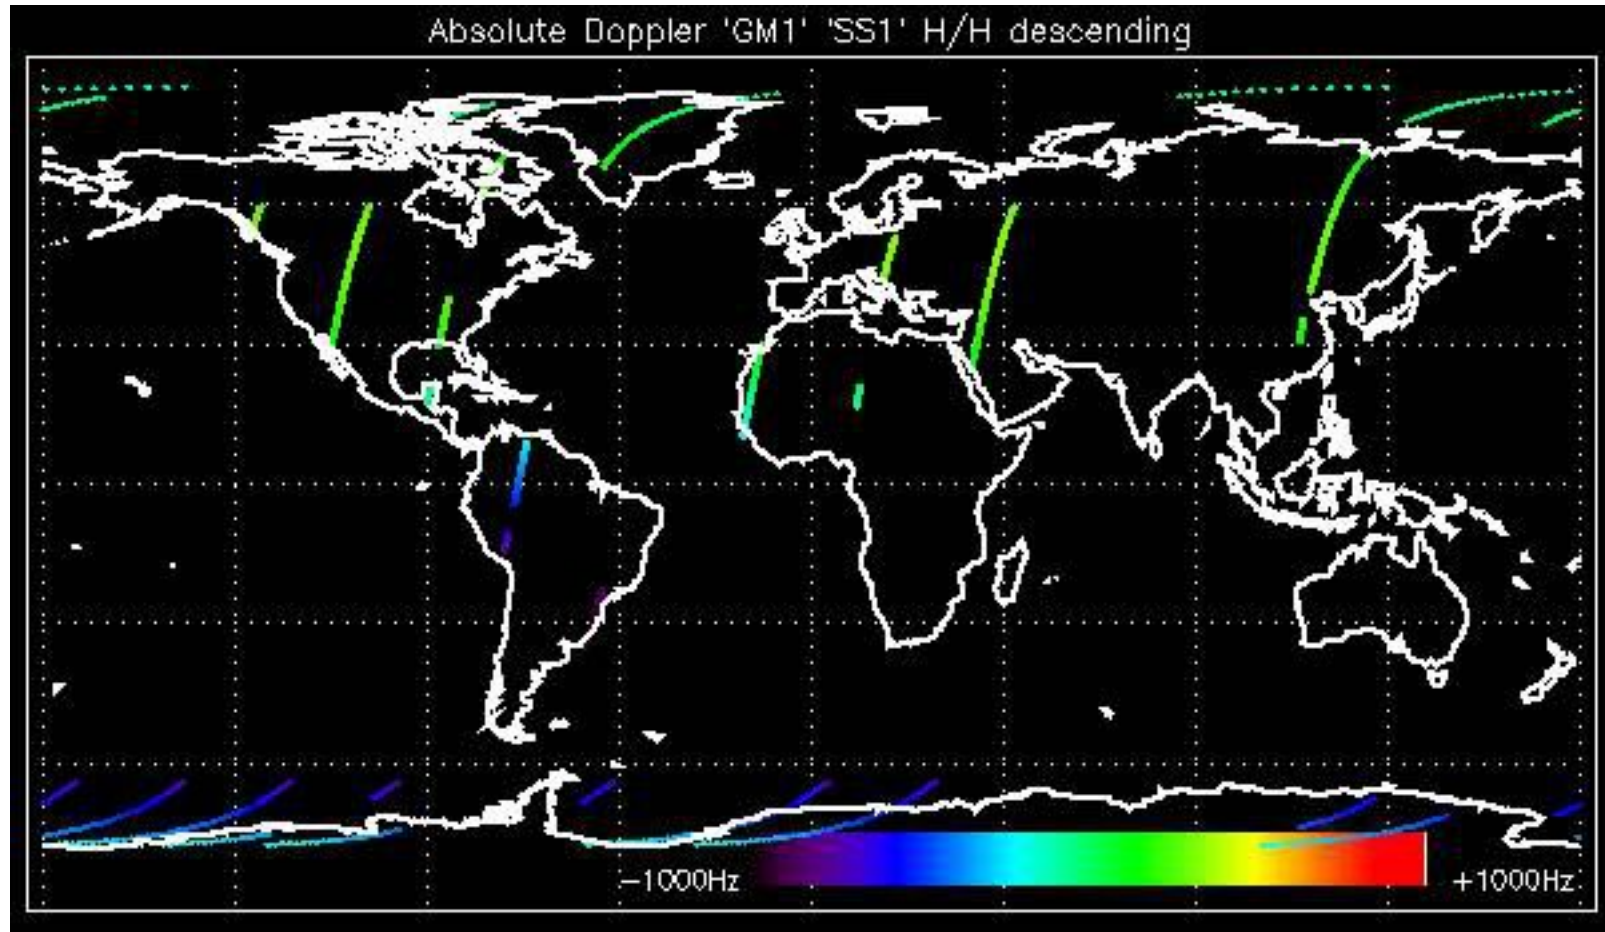 Absolute Doppler 'GM1' 'SS1' H/H descending
−1000Hz
+1000Hz